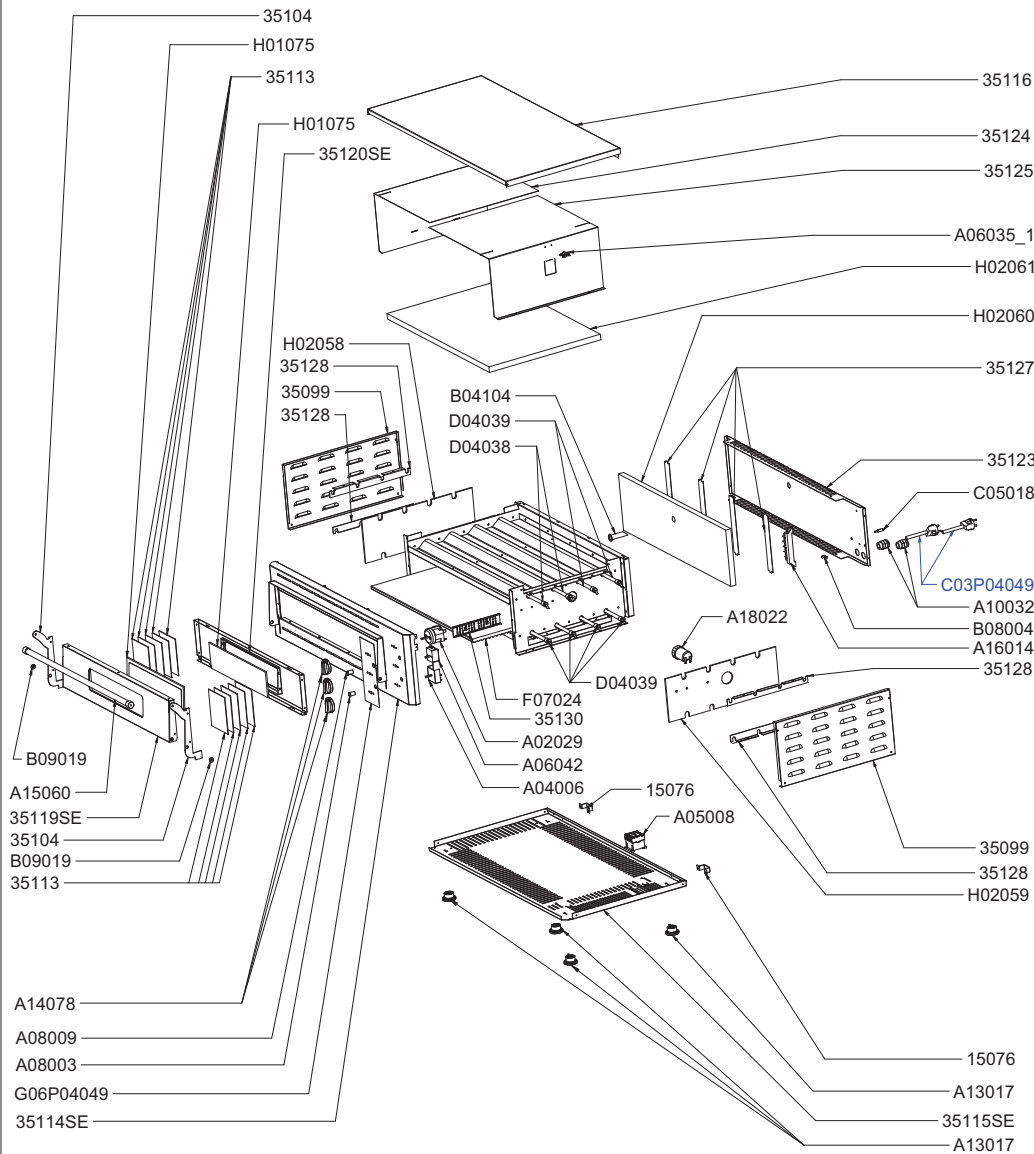 35104
H01075
35113
H01075
35120SE
35116
35124
35125
A06035_1
H02061
H02060
35127
H02058
35128
35099
35128
B04104
D04039
D04038
35123
C05018
C03P04049
A10032
B08004
A16014
35128
A18022
D04039
F07024
35130
A02029
A06042
A04006
B09019
A15060
35119SE
35104
B09019
35113
15076
A05008
35099
35128
H02059
A14078
A08009
A08003
G06P04049
35114SE
15076
A13017
35115SE
A13017